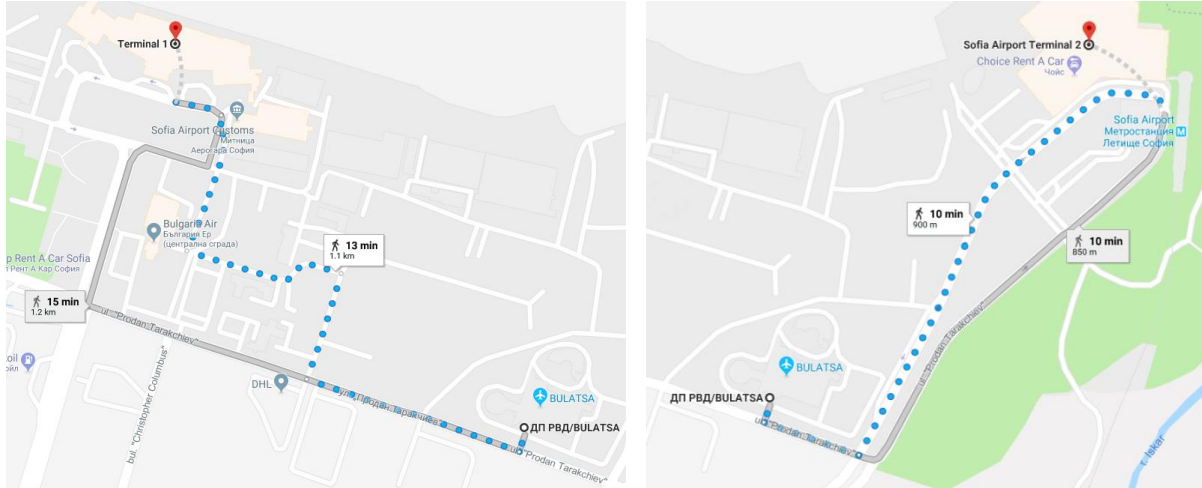 Terminal 1
Sofia Airport Customs
Митница
Аерогара София
Bulgaria Air
България Ер
(централна сграда)
13 min
1.1 km
p Rent A Car Sofia
п Рент А Кар София
15 min
1.2 km
ul. "Prodan Tarakchiev"
bul. "Christopher Columbus"
oil
ойл
DHL
ул. "Продан Таракчиев"
BULATSA
ДП РВД/BULATSA
ul. "Prodan Tarakchiev"
Sofia Airport Terminal 2
Choice Rent A Car
Чойс
Sofia Airport
Метростанция
Летище София
M
10 min
900 m
10 min
850 m
ul. "Prodan Tarakchiev"
BULATSA
ДП РВД/BULATSA
ul. "Prodan Tarakchiev"
r. Iskar